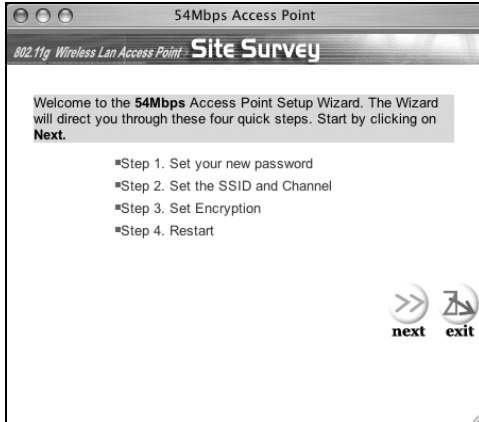 54Mbps Access Point
802.11g Wireless Lan Access Point Site Survey
Welcome to the 54Mbps Access Point Setup Wizard. The Wizard
will direct you through these four quick steps. Start by clicking on
Next.
Step 1. Set your new password
Step 2. Set the SSID and Channel
Step 3. Set Encryption
Step 4. Restart
next exit